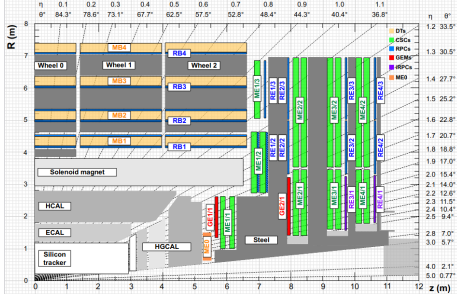 η 0.1 0.2 0.3 0.4 0.5 0.6 0.7 0.8 0.9 1.0 1.1 η θ°
θ° 84.3° 78.6° 73.1° 67.7° 62.5° 57.5° 52.8° 48.4° 44.3° 40.4° 36.8° 1.2 33.5°
R (m)
8
7
6
5
4
3
2
1
0
DTs
CSCs
RPCs
GEMs
iRPCs
ME0
MB4
RB4
Wheel 0
Wheel 1
Wheel 2
MB3
RB3
MB2
RB2
MB1
RB1
Solenoid magnet
HCAL
ECAL
Silicon
tracker
HGCAL
Steel
ME0
GE1/1
ME1/1
ME1/2
ME1/3
RE1/3
RE2/3
RE1/2
RE2/2
GE2/1
ME2/1
ME2/2
ME3/1
ME3/2
RE3/3
RE3/2
RE3/1
ME4/1
ME4/2
RE4/3
RE4/2
RE4/1
1.3 30.5°
1.4 27.7°
1.5 25.2°
1.6 22.8°
1.7 20.7°
1.8 18.8°
1.9 17.0°
2.0 15.4°
2.1 14.0°
2.2 12.6°
2.3 11.5°
2.4 10.4°
2.5 9.4°
2.8 7.0°
3.0 5.7°
4.0 2.1°
5.0 0.77°
0 1 2 3 4 5 6 7 8 9 10 11 12
z (m)